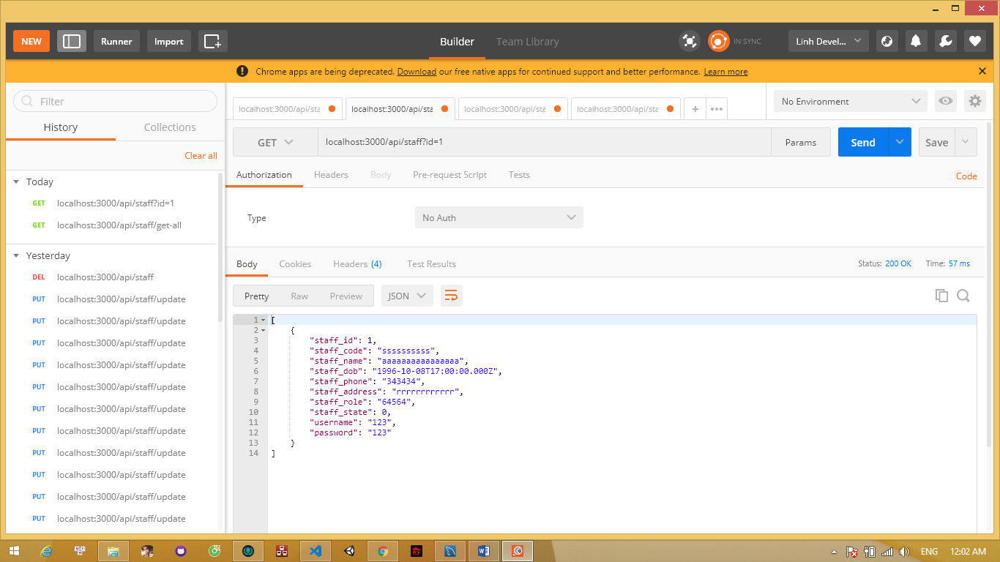 NEW
Runner
Import
Builder
Team Library
IN SYNC
Linh Devel...
Chrome apps are being deprecated. Download our free native apps for continued support and better performance. Learn more
Filter
History
Collections
Clear all
Today
GET localhost:3000/api/staff?id=1
GET localhost:3000/api/staff/get-all
Yesterday
DEL localhost:3000/api/staff
PUT localhost:3000/api/staff/update
PUT localhost:3000/api/staff/update
PUT localhost:3000/api/staff/update
PUT localhost:3000/api/staff/update
PUT localhost:3000/api/staff/update
PUT localhost:3000/api/staff/update
PUT localhost:3000/api/staff/update
PUT localhost:3000/api/staff/update
PUT localhost:3000/api/staff/update
PUT localhost:3000/api/staff/update
PUT localhost:3000/api/staff/update
localhost:3000/api/sta
localhost:3000/api/sta
localhost:3000/api/sta
localhost:3000/api/sta
No Environment
GET
localhost:3000/api/staff?id=1
Params
Send
Save
Authorization
Headers
Body
Pre-request Script
Tests
Code
Type
No Auth
Body
Cookies
Headers (4)
Test Results
Status: 200 OK
Time: 57 ms
Pretty
Raw
Preview
JSON
1 [
2 {
3 "staff_id": 1,
4 "staff_code": "ssssssssss",
5 "staff_name": "aaaaaaaaaaaaaaaa",
6 "staff_dob": "1996-10-08T17:00:00.000Z",
7 "staff_phone": "343434",
8 "staff_address": "rrrrrrrrrrrr",
9 "staff_role": "64564",
10 "staff_state": 0,
11 "username": "123",
12 "password": "123"
13 }
14 ]
ENG
12:02 AM